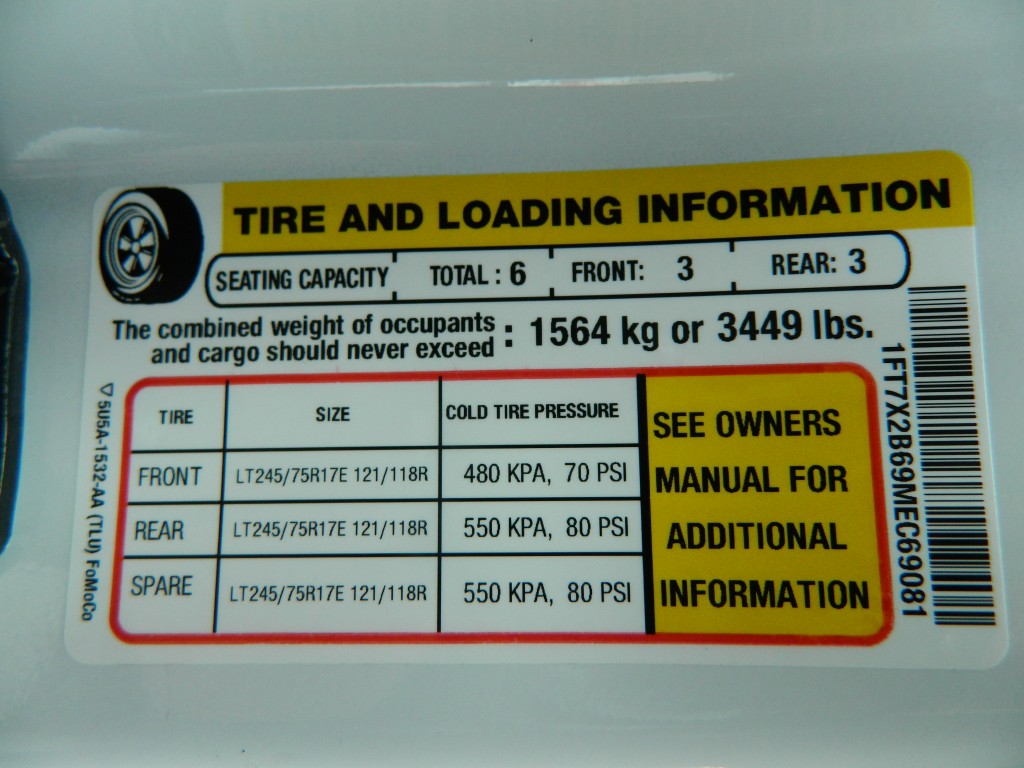 TIRE AND LOADING INFORMATION
SEATING CAPACITY TOTAL : 6 FRONT: 3 REAR: 3
The combined weight of occupants
and cargo should never exceed : 1564 kg or 3449 lbs.
TIRE SIZE COLD TIRE PRESSURE
FRONT LT245/75R17E 121/118R 480 KPA, 70 PSI
REAR LT245/75R17E 121/118R 550 KPA, 80 PSI
SPARE LT245/75R17E 121/118R 550 KPA, 80 PSI
SEE OWNERS
MANUAL FOR
ADDITIONAL
INFORMATION
1FT7X2B69MEC69081
5U5A-1532-AA (TLU) FoMoCo